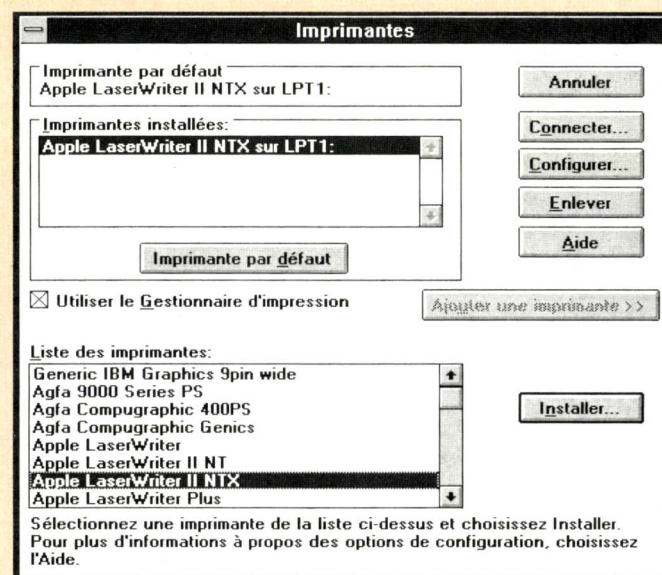 Imprimantes
Imprimante par défaut
Apple LaserWriter II NTX sur LPT1:
Imprimantes installées:
Apple LaserWriter II NTX sur LPT1:
Imprimante par défaut
Utiliser le Gestionnaire d'impression
Annuler
Connecter...
Configurer...
Enlever
Aide
Ajouter une imprimante >>
Liste des imprimantes:
Generic IBM Graphics 9pin wide
Agfa 9000 Series PS
Agfa Compugraphic 400PS
Agfa Compugraphic Genics
Apple LaserWriter
Apple LaserWriter II NT
Apple LaserWriter II NTX
Apple LaserWriter Plus
Installer...
Sélectionnez une imprimante de la liste ci-dessus et choisissez Installer.
Pour plus d'informations à propos des options de configuration, choisissez
l'Aide.